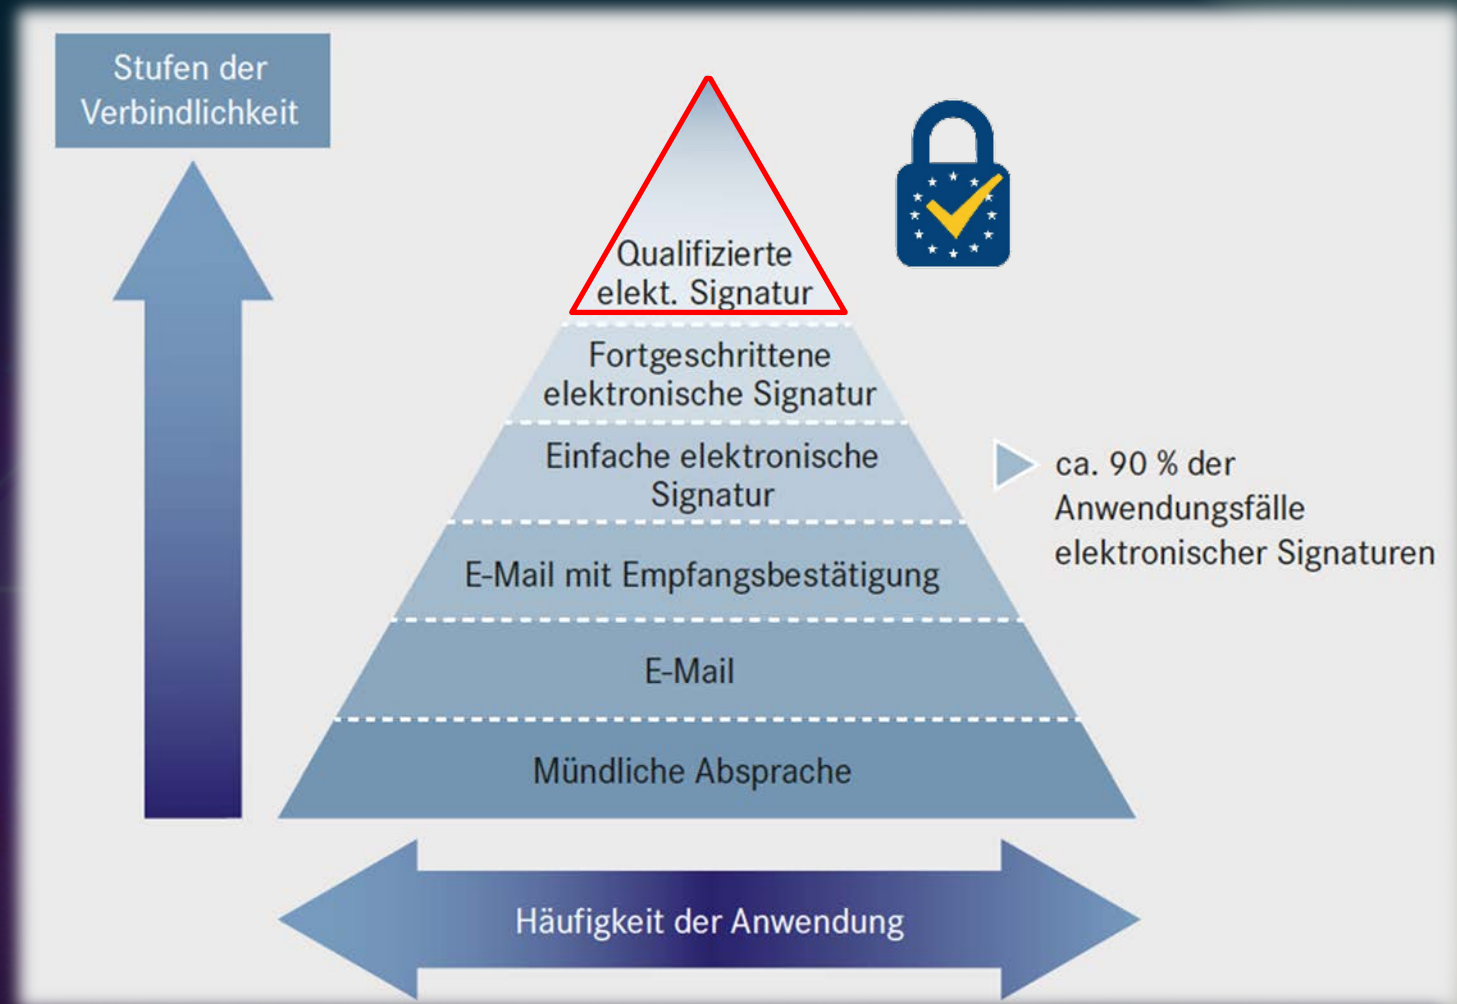 Stufen der
Verbindlichkeit
Qualifizierte
elekt. Signatur
Fortgeschrittene
elektronische Signatur
Einfache elektronische
Signatur
ca. 90 % der
Anwendungsfälle
elektronischer Signaturen
E-Mail mit Empfangsbestätigung
E-Mail
Mündliche Absprache
Häufigkeit der Anwendung